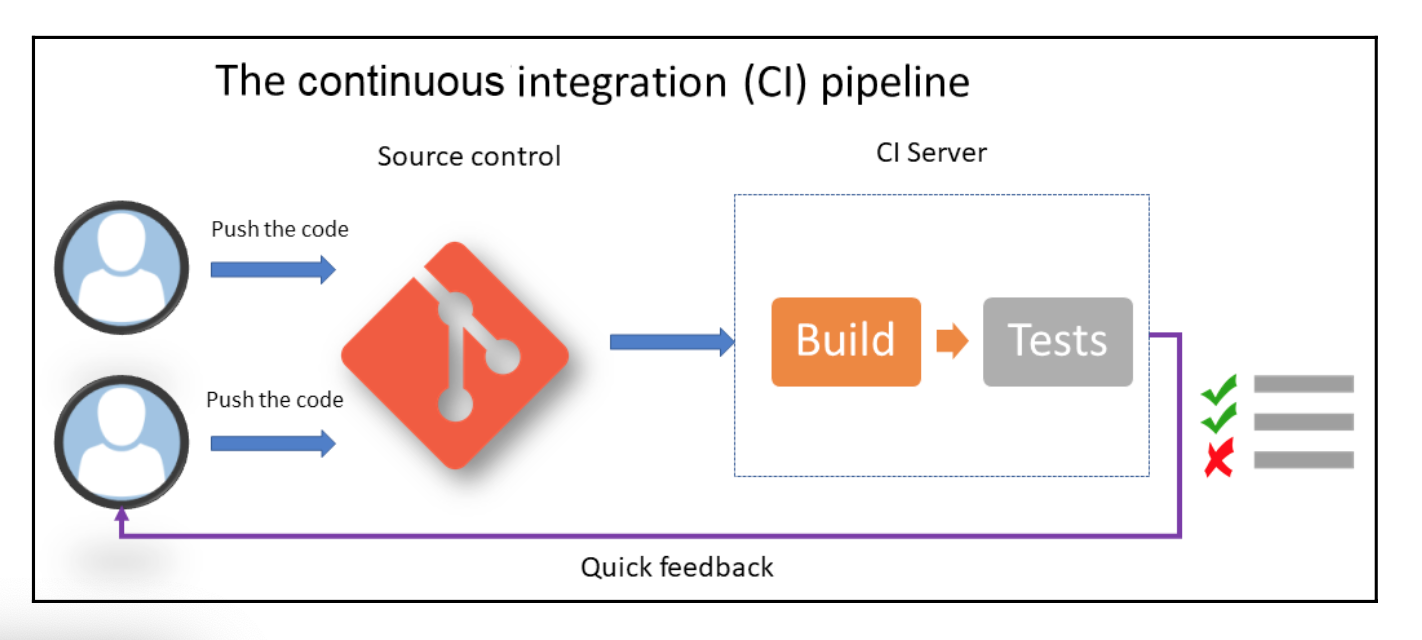 The continuous integration (CI) pipeline
Source control
CI Server
Push the code
Build
Tests
Push the code
Quick feedback